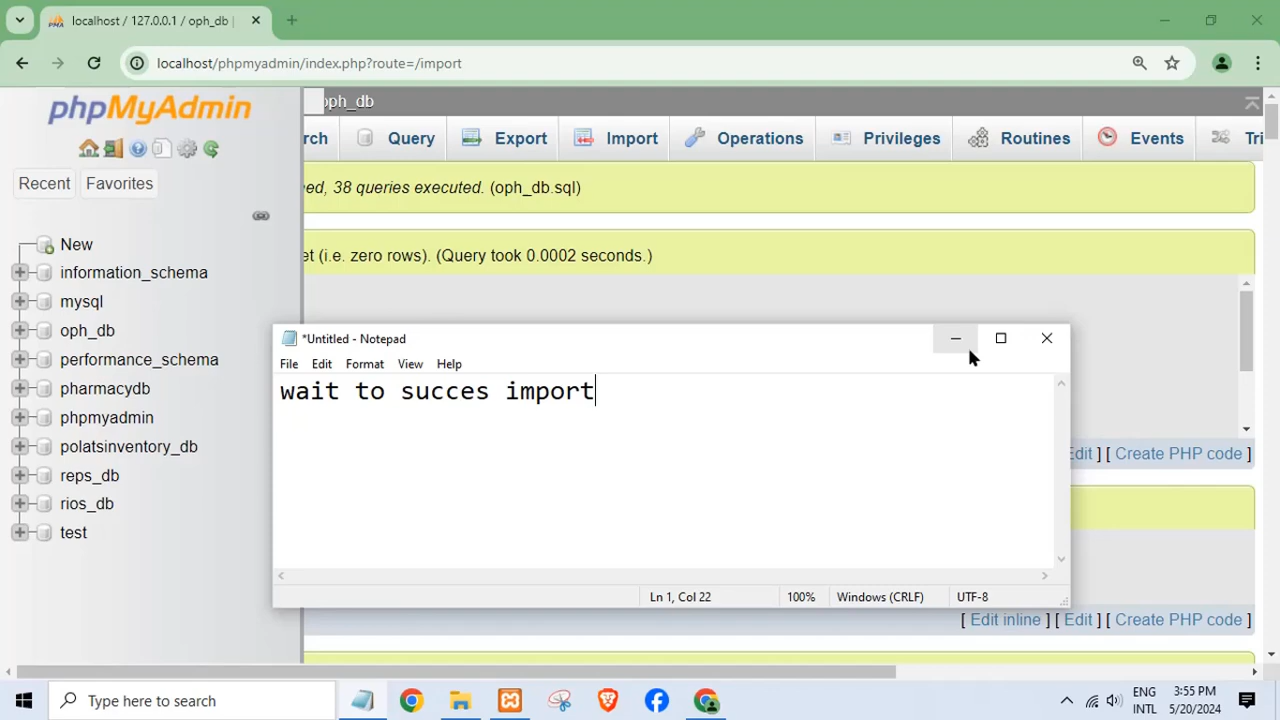 localhost / 127.0.0.1 / oph_db |
localhost/phpmyadmin/index.php?route=/import
phpMyAdmin
Recent
Favorites
New
information_schema
mysql
oph_db
performance_schema
pharmacydb
phpmyadmin
polatsinventory_db
reps_db
rios_db
test
oph_db
rch Query Export Import Operations Privileges Routines Events Tri
ed, 38 queries executed. (oph_db.sql)
et (i.e. zero rows). (Query took 0.0002 seconds.)
Edit ] [ Create PHP code ]
[ Edit inline ] [ Edit ] [ Create PHP code ]
*Untitled - Notepad
File Edit Format View Help
wait to succes import
Ln 1, Col 22 100% Windows (CRLF) UTF-8
Type here to search
ENG
INTL
3:55 PM
5/20/2024